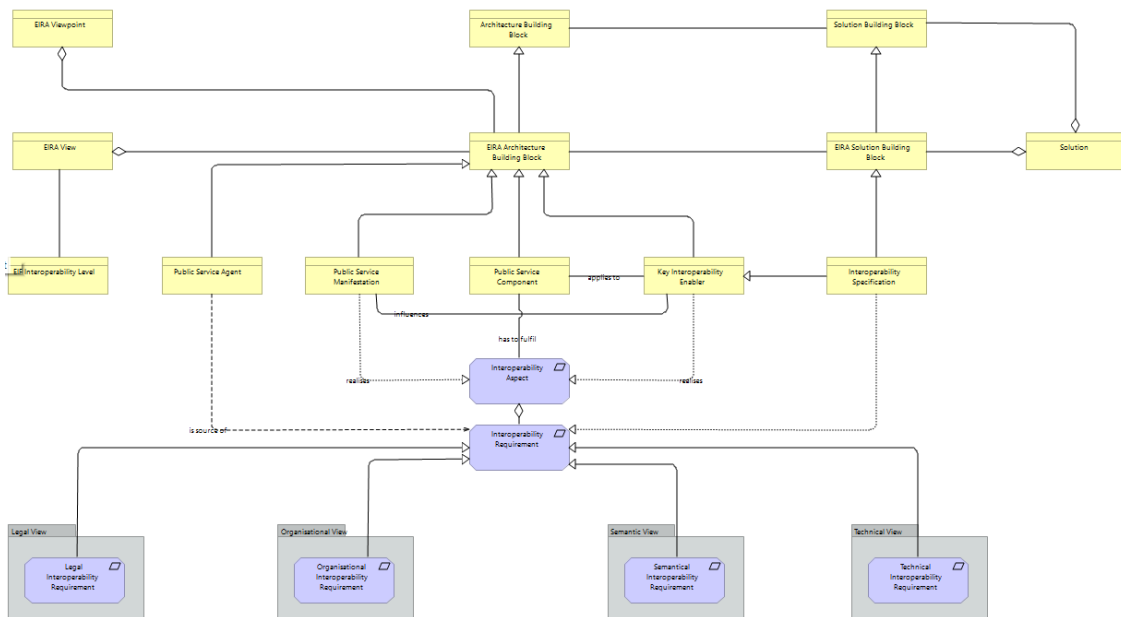 EIRA Viewpoint
Architecture Building
Block
Solution Building Block
EIRA View
EIRA Architecture
Building Block
EIRA Solution Building
Block
Solution
EIF Interoperability Level
Public Service Agent
Public Service
Manifestation
Public Service
Component
applies to
Key Interoperability
Enabler
Interoperability
Specification
influences
has to fulfil
Interoperability
Aspect
realises
realises
is source of
Interoperability
Requirement
Legal View
Organisational View
Semantic View
Technical View
Legal
Interoperability
Requirement
Organisational
Interoperability
Requirement
Semantical
Interoperability
Requirement
Technical
Interoperability
Requirement